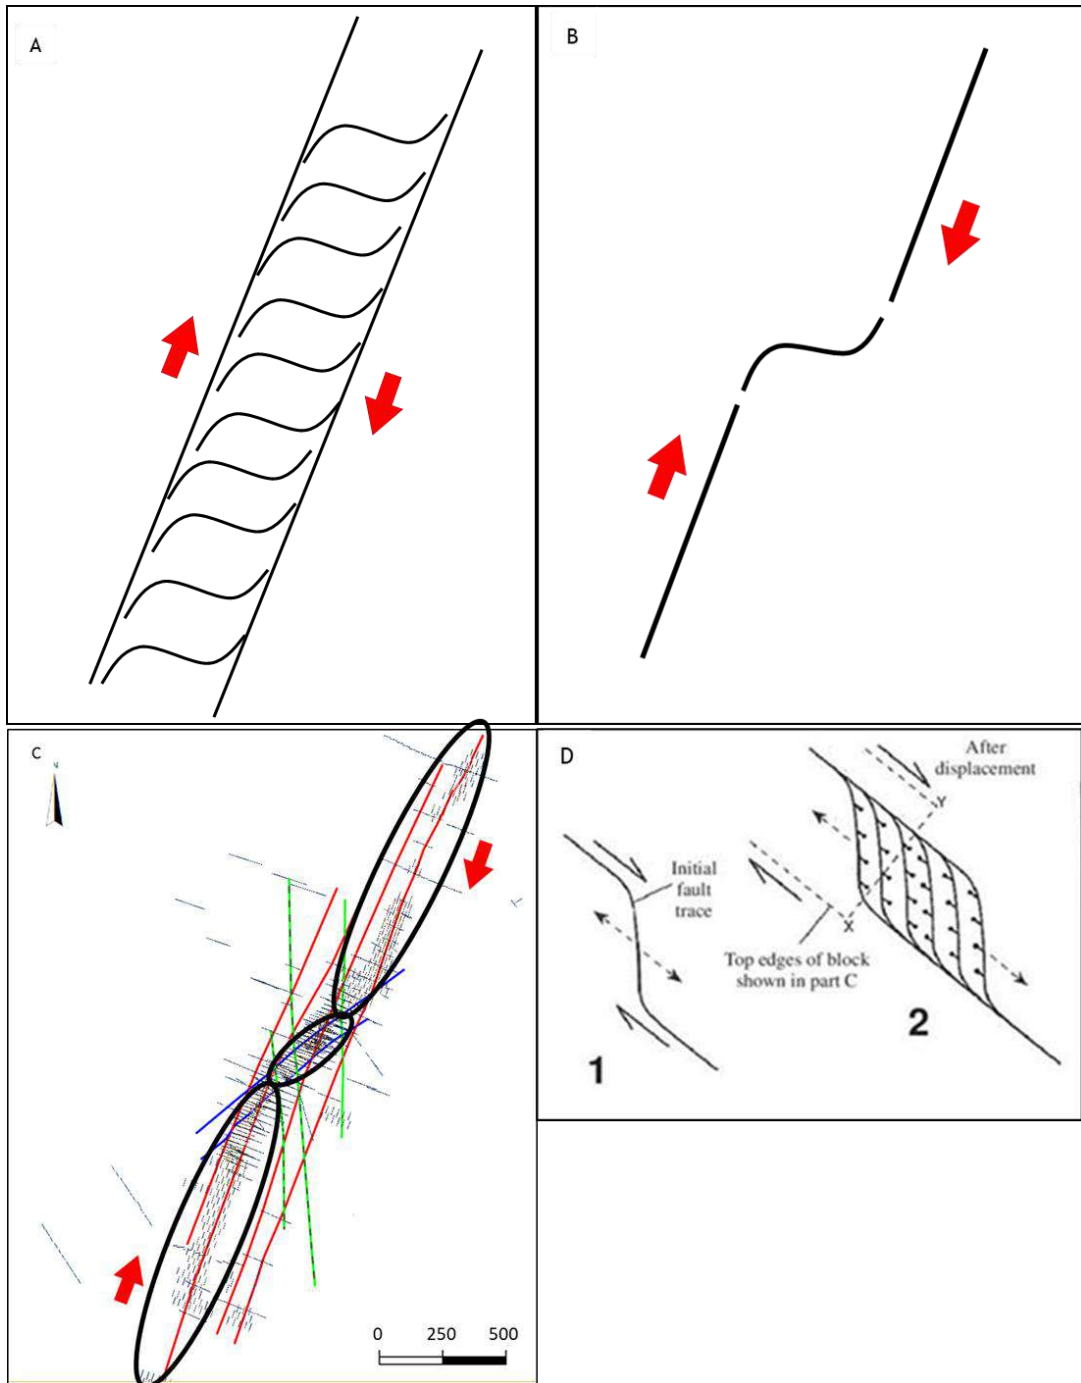 A
B
C
N
0 250 500
D
After
displacement
Y
Initial
fault
trace
X
Top edges of block
shown in part C
1
2